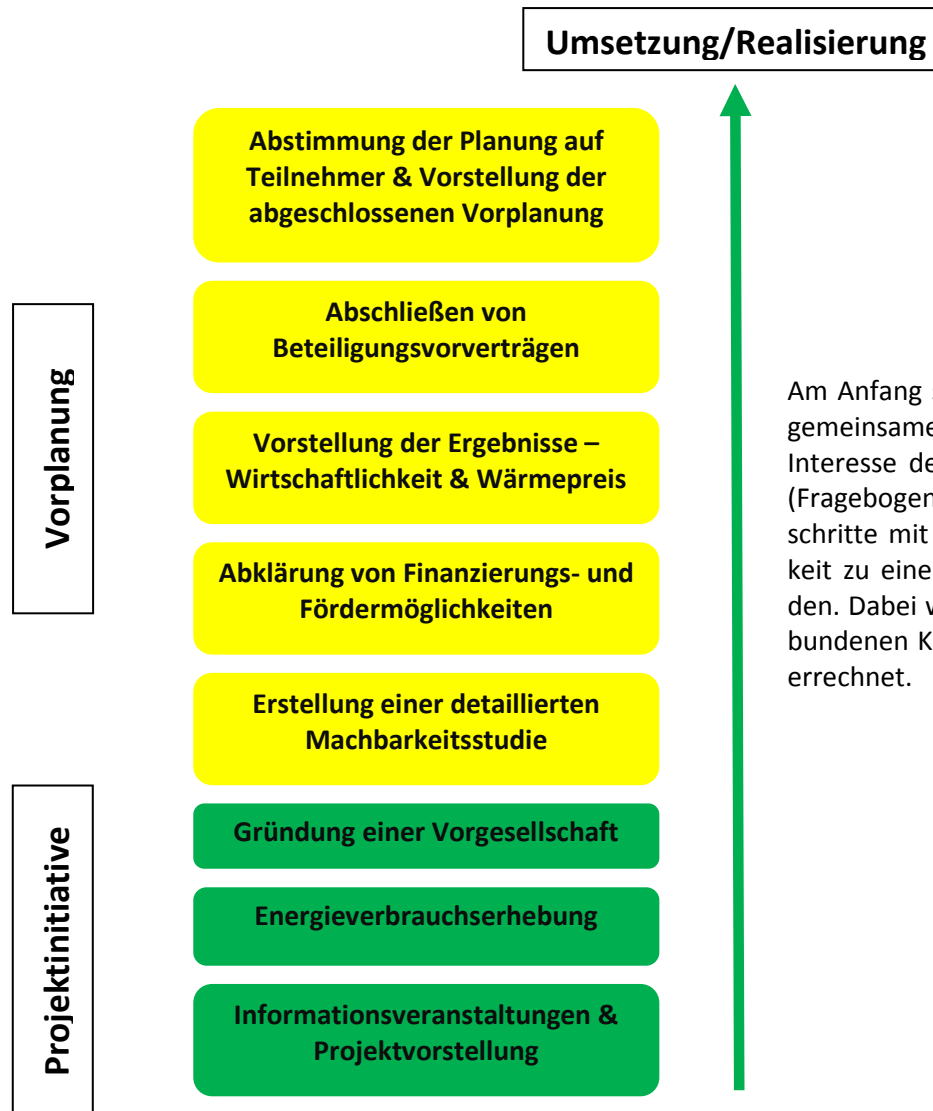 Umsetzung/Realisierung
Abstimmung der Planung auf
Teilnehmer & Vorstellung der
abgeschlossenen Vorplanung
Abschließen von
Beteiligungsvorverträgen
Vorstellung der Ergebnisse –
Wirtschaftlichkeit & Wärmepreis
Abklärung von Finanzierungs- und
Fördermöglichkeiten
Erstellung einer detaillierten
Machbarkeitsstudie
Vorplanung
Gründung einer Vorgesellschaft
Energieverbrauchserhebung
Informationsveranstaltungen &
Projektvorstellung
Projektinitiative
Am Anfang
gemeinsame
Interesse de
(Fragebogen
schritte mit
keit zu eine
den. Dabei
bundenen K
errechnet.